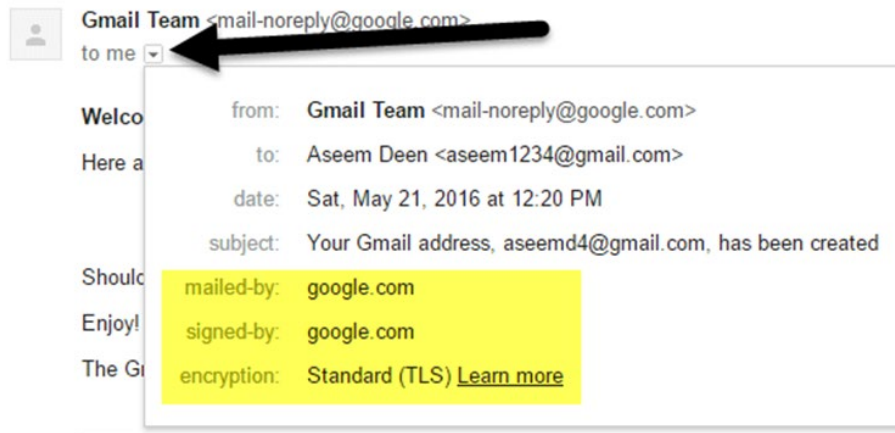 Gmail Team <mail-noreply@google.com>
to me
from: Gmail Team <mail-noreply@google.com>
Welco
to: Aseem Deen <aseem1234@gmail.com>
Here a
date: Sat, May 21, 2016 at 12:20 PM
subject: Your Gmail address, aseemd4@gmail.com, has been created
Should
mailed-by: google.com
signed-by: google.com
Enjoy!
The Gr
encryption: Standard (TLS) Learn more